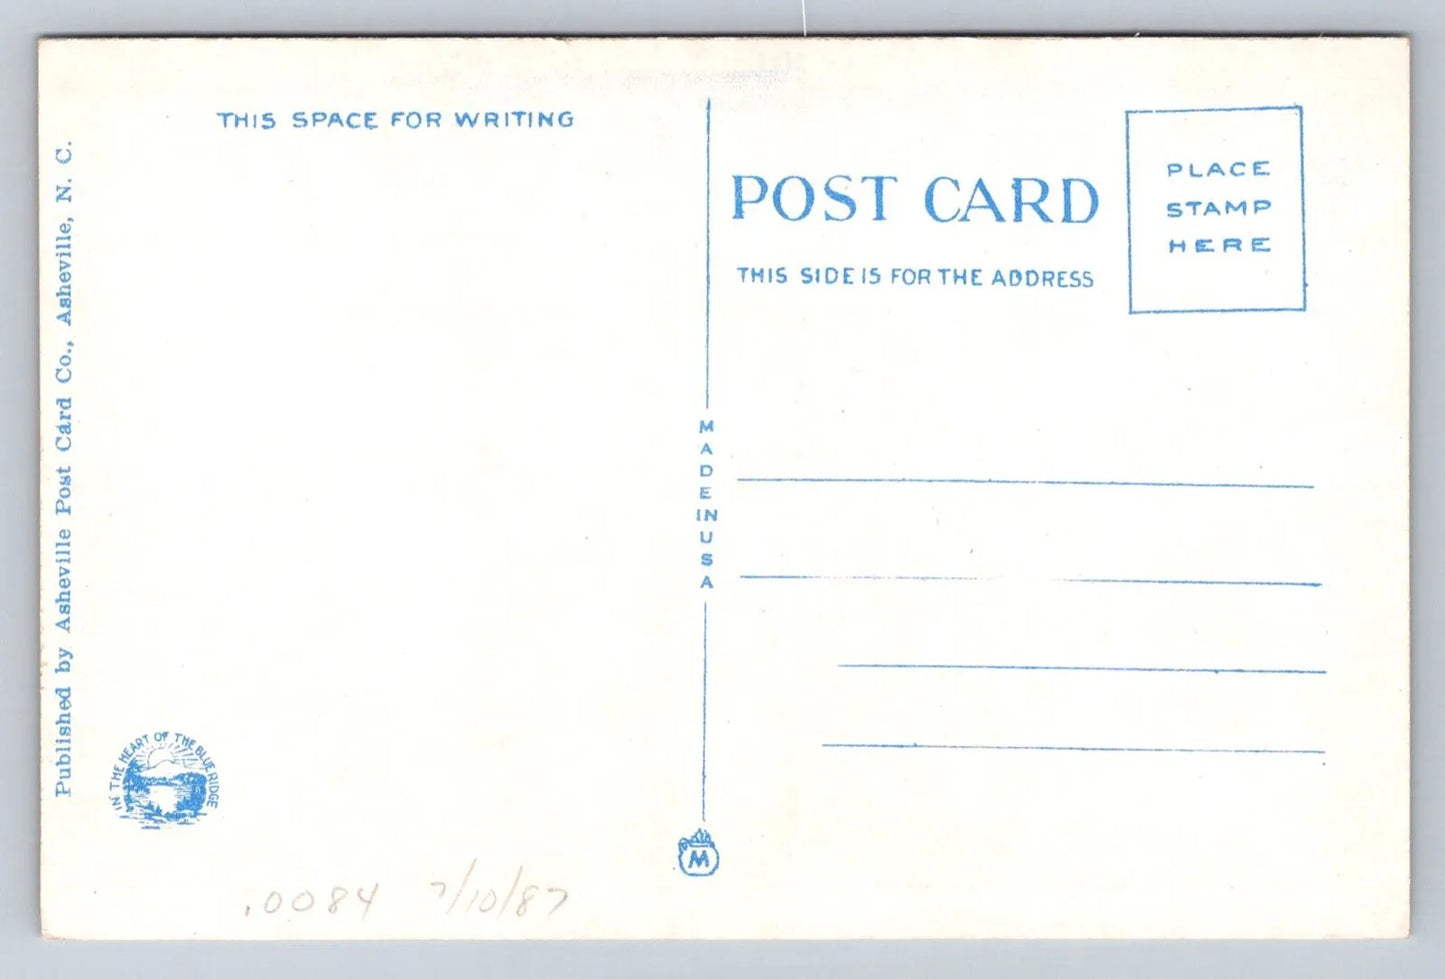 THIS SPACE FOR WRITING
POST CARD
THIS SIDE IS FOR THE ADDRESS
PLACE
STAMP
HERE
Published by Asheville Post Card Co., Asheville, N. C.
MADE IN USA
IN THE HEART OF THE BLUE RIDGE
M
.0084 7/10/87